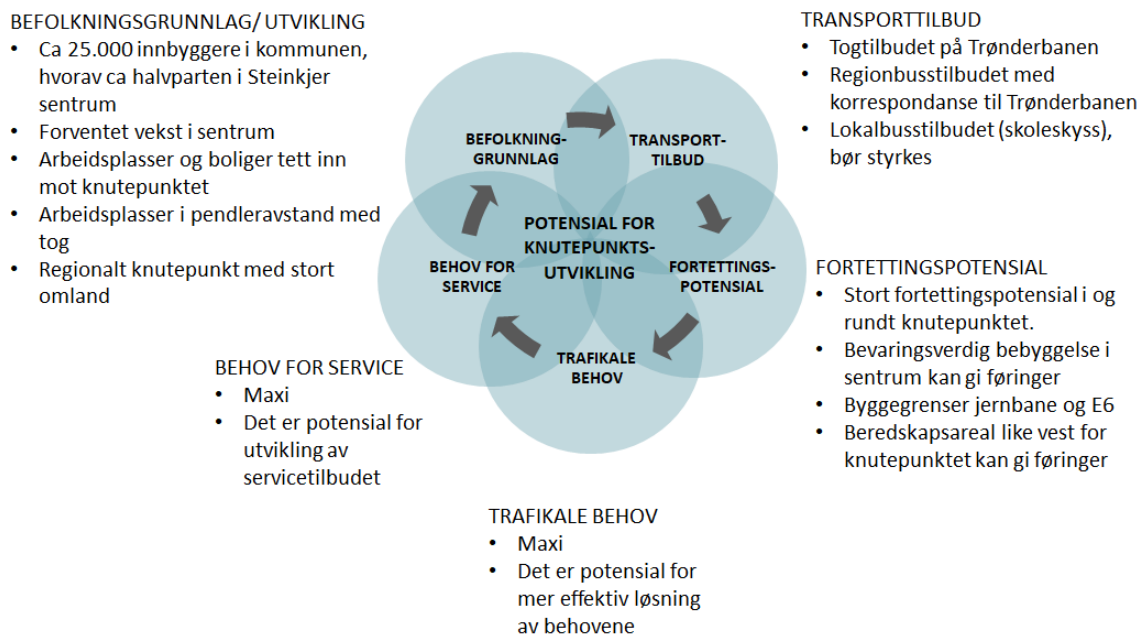 BEFOLKNINGSGRUNNLAG/ UTVIKLING
• Ca 25.000 innbyggere i kommunen,
hvorav ca halvparten i Steinkjer
sentrum
• Forventet vekst i sentrum
• Arbeidsplasser og boliger tett inn
mot knutepunktet
• Arbeidsplasser i pendleravstand med
tog
• Regionalt knutepunkt med stort
omland
TRANSPORTTILBUD
• Togtilbudet på Trønderbanen
• Regionbusstilbudet med
korrespondanse til Trønderbanen
• Lokalbusstilbudet (skoleskyss),
bør styrkes
BEFOLKNING-
GRUNNLAG
TRANSPORT-
TILBUD
POTENSIAL FOR
KNUTEPUNKTS-
UTVIKLING
BEHOV FOR
SERVICE
FORTETTINGS-
POTENSIAL
TRAFIKALE
BEHOV
FORTETTINGSPOTENSIAL
• Stort fortettingspotensial i og
rundt knutepunktet.
• Bevaringsverdig bebyggelse i
sentrum kan gi føringer
• Byggegrenser jernbane og E6
• Beredskapsareal like vest for
knutepunktet kan gi føringer
BEHOV FOR SERVICE
• Maxi
• Det er potensial for
utvikling av
servicetilbudet
TRAFIKALE BEHOV
• Maxi
• Det er potensial for
mer effektiv løsning
av behovene